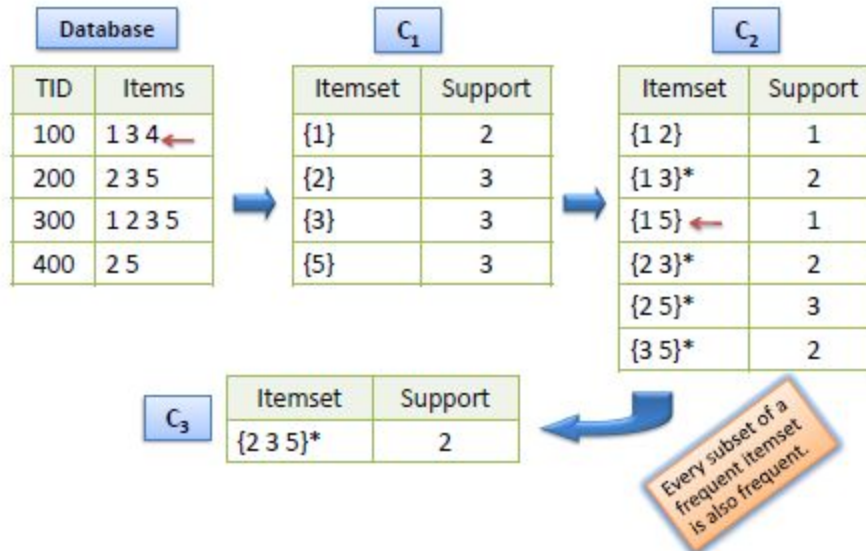 Database
TID Items
100 1 3 4
200 2 3 5
300 1 2 3 5
400 2 5
C1
Itemset Support
{1} 2
{2} 3
{3} 3
{5} 3
C2
Itemset Support
{1 2} 1
{1 3}* 2
{1 5} 1
{2 3}* 2
{2 5}* 3
{3 5}* 2
C3
Itemset Support
{2 3 5}* 2
Every subset of a
frequent itemset
is also frequent.